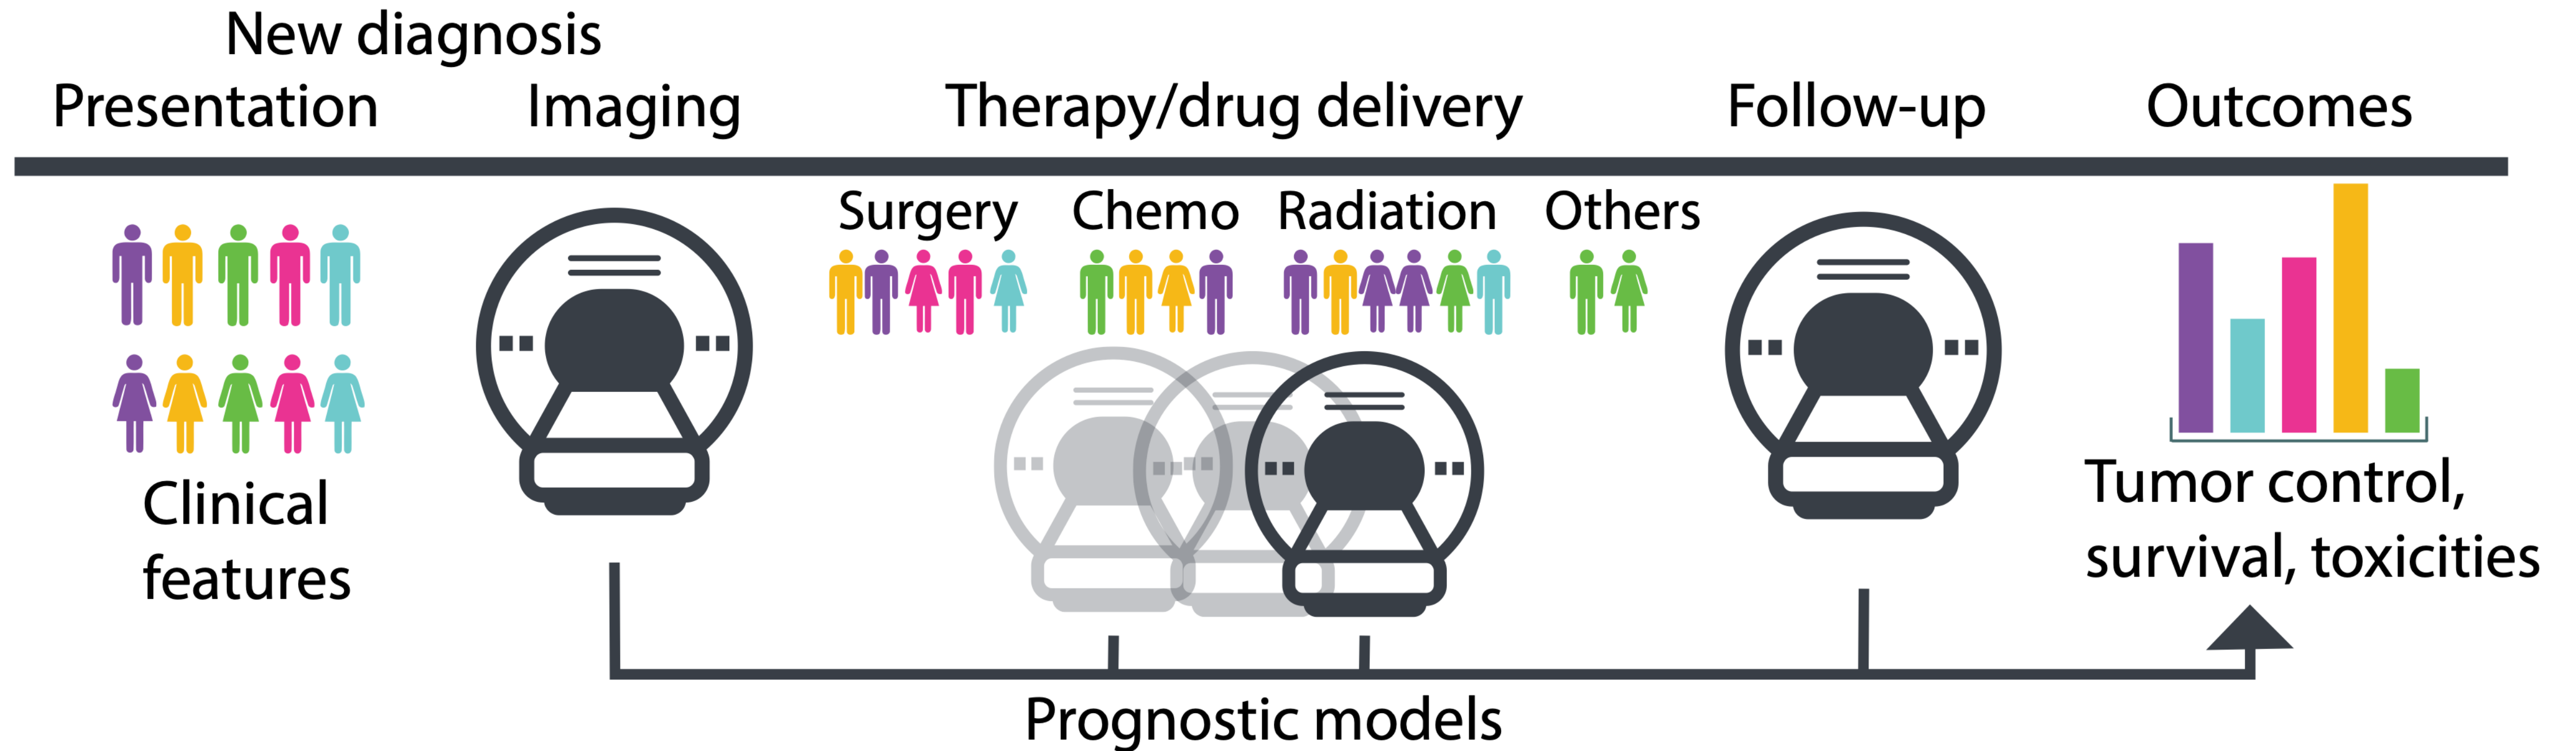 New diagnosis
Presentation
Imaging
Therapy/drug delivery
Follow-up
Outcomes
Surgery
Chemo
Radiation
Others
Clinical
features
Tumor control,
survival, toxicities
Prognostic models